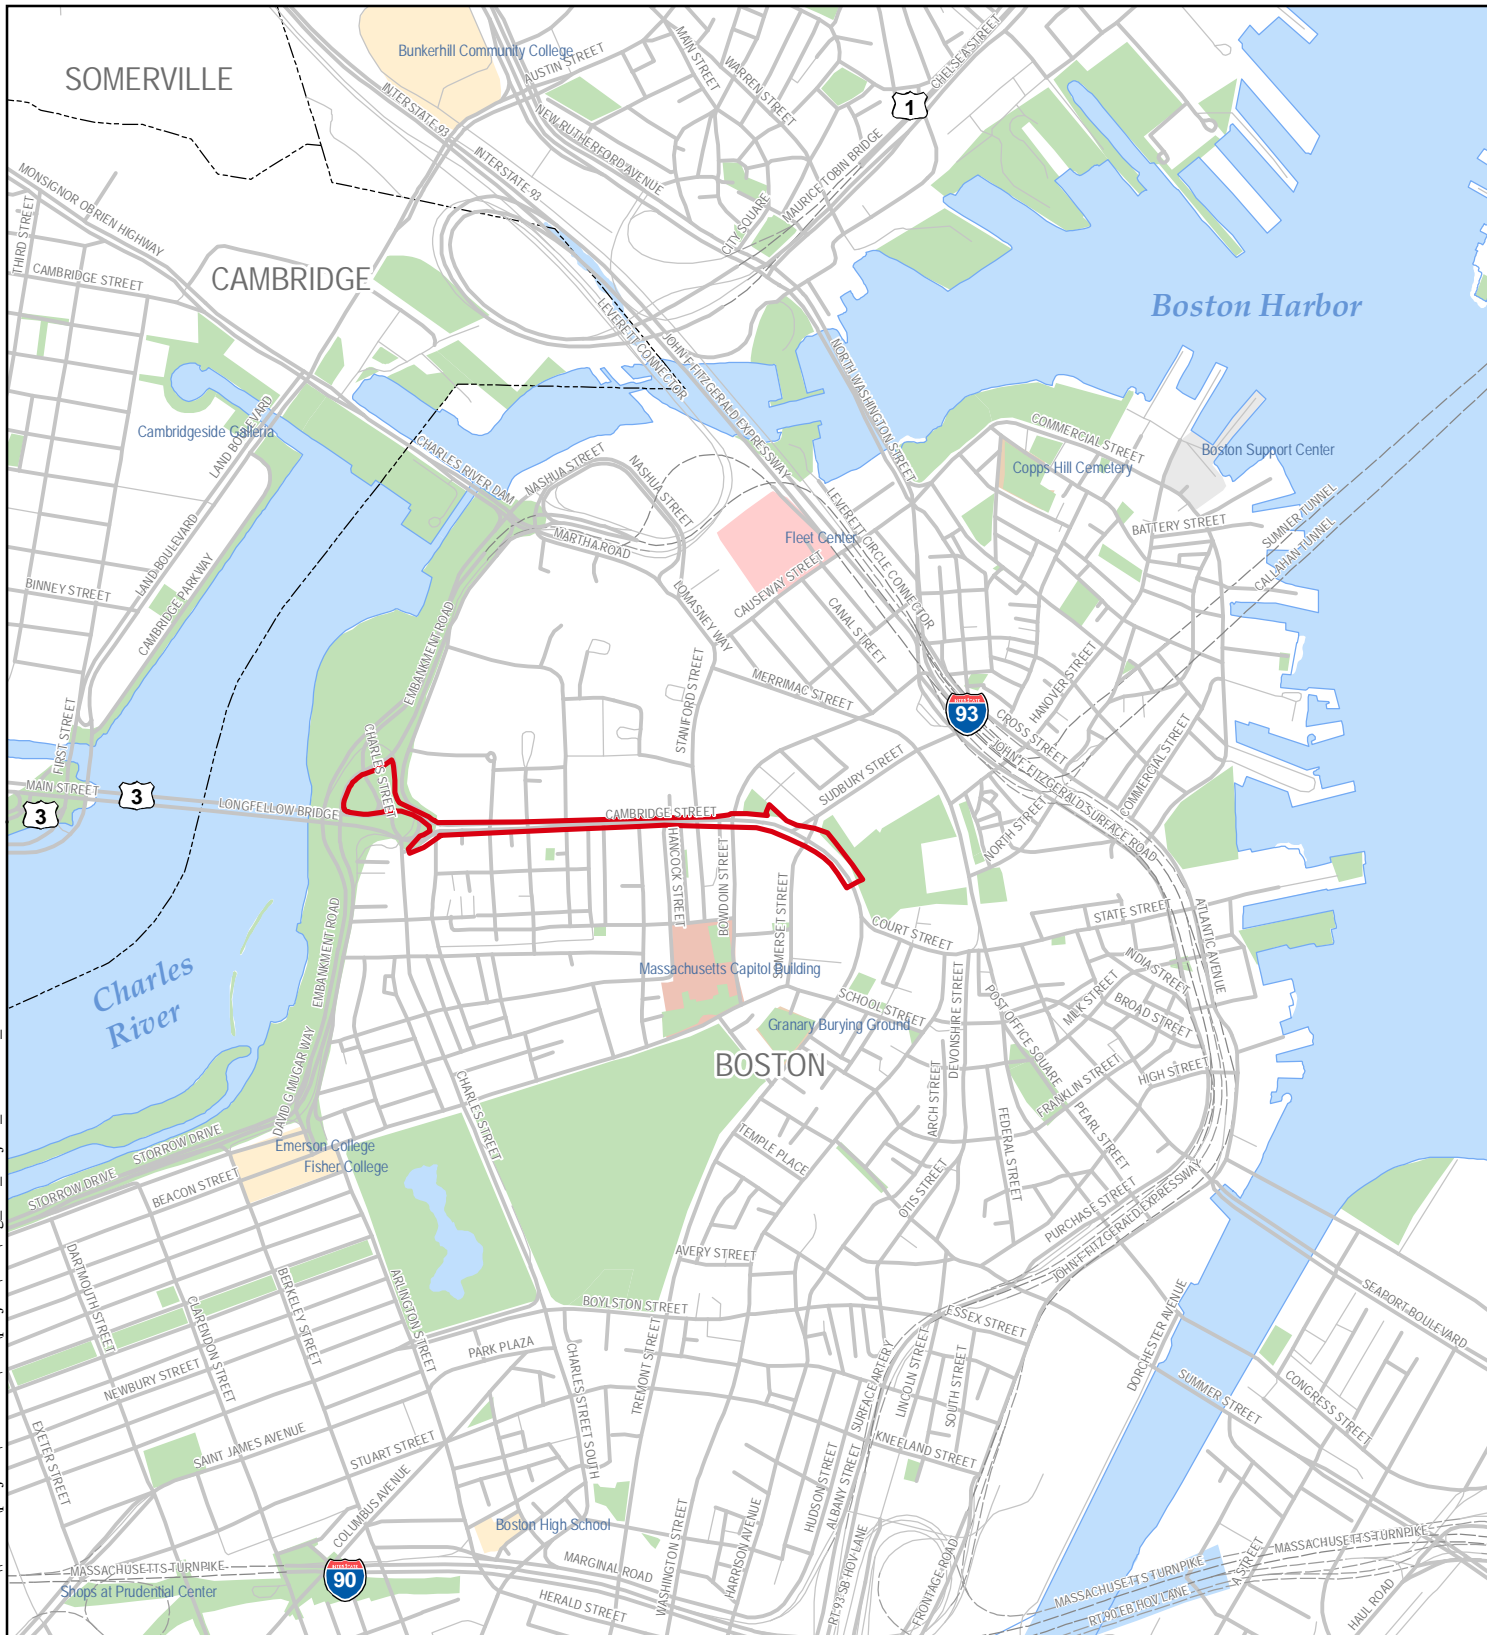 Bunkerhill Community College
SOMERVILLE
AUSTIN STREET
MAIN STREET
WARREN STREET
CHELSEA STREET
1
INTERSTATE 93
INTERSTATE 93
NEW RUTHERFORD AVENUE
MAURICE TOBIN BRIDGE
CITY SQUARE
MONSIGNOR OBRIEN HIGHWAY
THIRD STREET
CAMBRIDGE STREET
CAMBRIDGE
LEVERETT CONNECTOR
JOHN F FITZGERALD EXPRESSWAY
NORTH WASHINGTON STREET
Boston Harbor
Cambridgeside Galleria
LAND BOULEVARD
CHARLES RIVER DAM
NASHUA STREET
NASHUA STREET
MARTHA ROAD
COMMERCIAL STREET
Copps Hill Cemetery
Boston Support Center
BATTERY STREET
SUMNER TUNNEL
CALLAHAN TUNNEL
LEVERETT CIRCLE CONNECTOR
Fleet Center
CAUSEWAY STREET
LAND BOULEVARD
CAMBRIDGE PARKWAY
BINNEY STREET
EMBANKMENT ROAD
LOMASNEY WAY
CANAL STREET
MERRIMAC STREET
STANIFORD STREET
HANOVER STREET
93
CROSS STREET
FIRST STREET
CHARLES STREET
SUDBURY STREET
JOHN F FITZGERALD SURFACE ROAD
COMMERCIAL STREET
MAIN STREET
3
3
LONGFELLOW BRIDGE
CAMBRIDGE STREET
NORTH STREET
HANCOCK STREET
BOWDOIN STREET
SOMERSET STREET
COURT STREET
STATE STREET
ATLANTIC AVENUE
EMBANKMENT ROAD
Massachusetts Capitol Building
INDIA STREET
MILK STREET
BROAD STREET
Charles
River
SCHOOL STREET
DEVONSHIRE STREET
POST OFFICE SQUARE
Granary Burying Ground
BOSTON
DAVID G MUGAR WAY
CHARLES STREET
ARCH STREET
FRANKLIN STREET
HIGH STREET
PEARL STREET
FEDERAL STREET
STORROW DRIVE
STORROW DRIVE
Emerson College
Fisher College
BEACON STREET
TEMPLE PLACE
OTIS STREET
PURCHASE STREET
JOHN F FITZGERALD EXPRESSWAY
AVERY STREET
DARTMOUTH STREET
CLARENDON STREET
BERKELEY STREET
ARLINGTON STREET
BOYLSTON STREET
ESSEX STREET
DORCHESTER AVENUE
SEAPORT BOULEVARD
PARK PLAZA
CHARLES STREET SOUTH
TREMONT STREET
SURFACE ARTERY
LINCOLN STREET
SOUTH STREET
SUMMER STREET
CONGRESS STREET
NEWBURY STREET
EXETER STREET
SAINT JAMES AVENUE
STUART STREET
KNEELAND STREET
COLUMBUS AVENUE
HUDSON STREET
ALBANY STREET
Boston High School
WASHINGTON STREET
HARRISON AVENUE
RT-93 SB HOV LANE
FRONTAGE ROAD
MASSACHUSETTS TURNPIKE
90
MARGINAL ROAD
HERALD STREET
Shops at Prudential Center
MASSACHUSETTS TURNPIKE
RT 90 EB HOV LANE
A STREET
MASSACHUSETTS TURNPIKE
HAUL ROAD